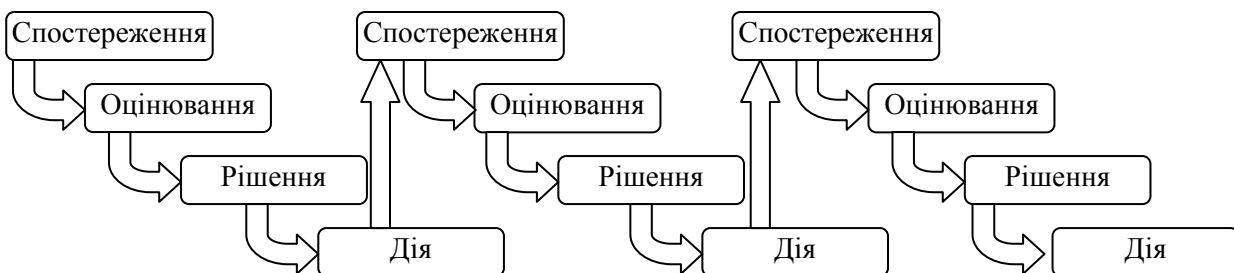 Спостереження
Оцінювання
Рішення
Дія
Спостереження
Оцінювання
Рішення
Дія
Спостереження
Оцінювання
Рішення
Дія